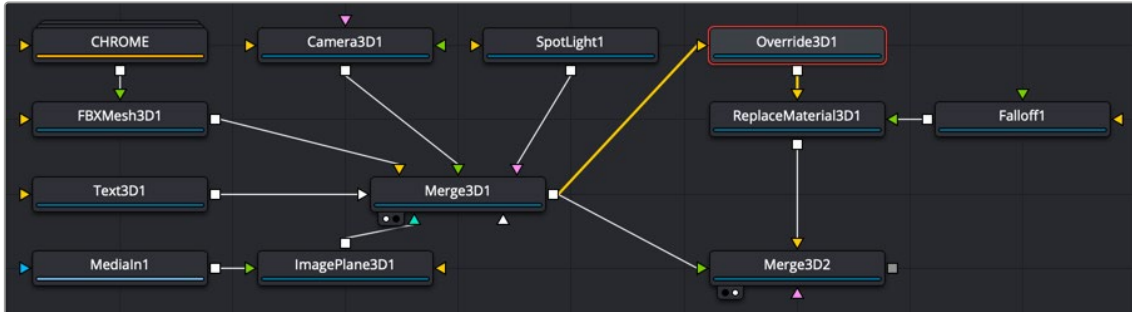 CHROME
Camera3D1
SpotLight1
Override3D1
FBXMesh3D1
ReplaceMaterial3D1
Falloff1
Text3D1
Merge3D1
MediaIn1
ImagePlane3D1
Merge3D2